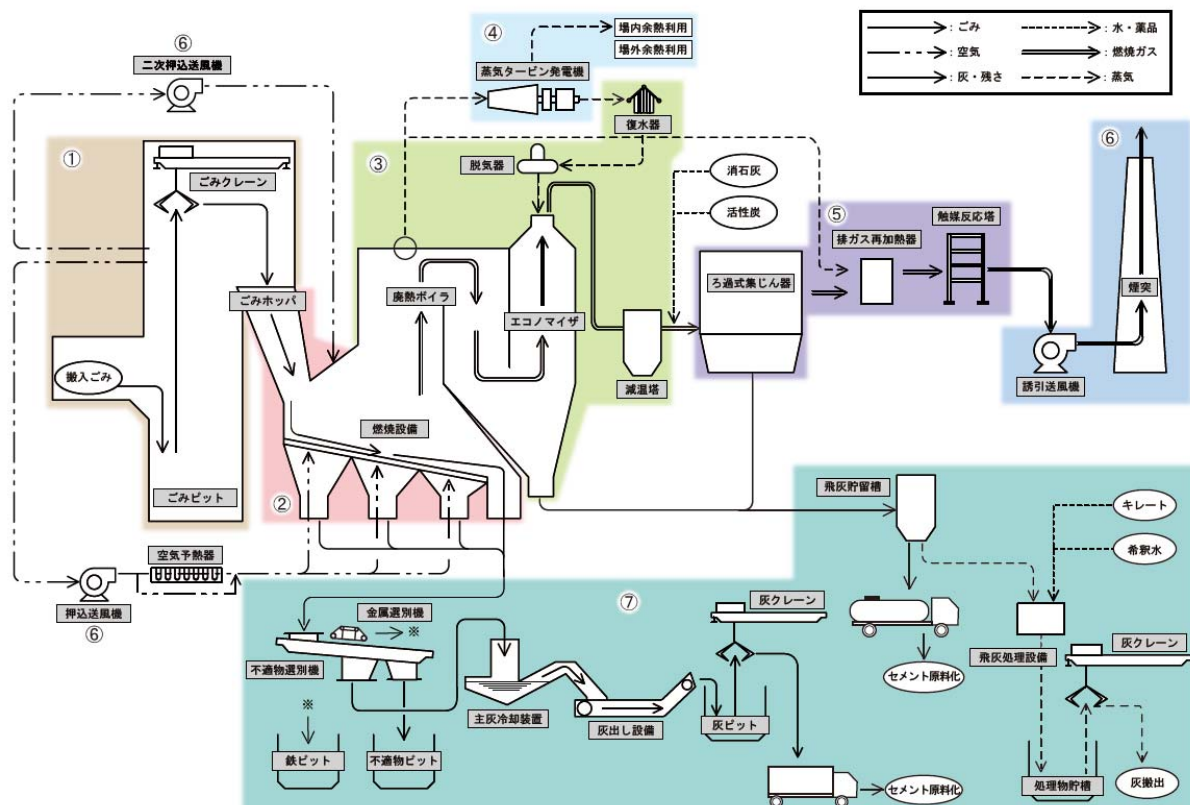 ⑥
二次押込送風機
④
蒸気タービン発電機
場内余熱利用
場外余熱利用
：ごみ
：水・薬品
：空気
：燃焼ガス
：灰・残さ
：蒸気
①
ごみクレーン
③
復水器
脱気器
消石灰
活性炭
⑤
触媒反応塔
排ガス再加熱器
⑥
ごみホッパ
廃熱ボイラ
エコノマイザ
ろ過式集じん器
煙突
搬入ごみ
減温塔
誘引送風機
燃焼設備
ごみピット
②
飛灰貯留槽
キレート
希釈水
空気予熱器
押込送風機
⑥
⑦
金属選別機
※
灰クレーン
不適物選別機
飛灰処理設備
灰クレーン
セメント原料化
※
主灰冷却装置
灰出し設備
灰ピット
鉄ピット
不適物ピット
セメント原料化
処理物貯槽
灰搬出